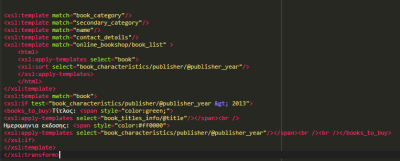 <xsl:template match="book_category"/>
<xsl:template match="secondary_category"/>
<xsl:template match="name"/>
<xsl:template match="contact_details"/>
<xsl:template match="online_bookshop/book_list" >
<html>
<xsl:apply-templates select="book">
<xsl:sort select="book_characteristics/publisher/@publisher_year"/>
</xsl:apply-templates>
</html>
</xsl:template>
<xsl:template match="book">
<xsl:if test="book_characteristics/publisher/@publisher_year &gt; 2013">
<books_to_buy>Τίτλος: <span style="color:green;">
<xsl:apply-templates select="book_titles_info/@title"/></span><br />
Ημερομηνία έκδοσης: <span style="color:#ff0000">
<xsl:apply-templates select="book_characteristics/publisher/@publisher_year"/></span><br /><br /></books_to_buy>
</xsl:if>
</xsl:template>
</xsl:transform>